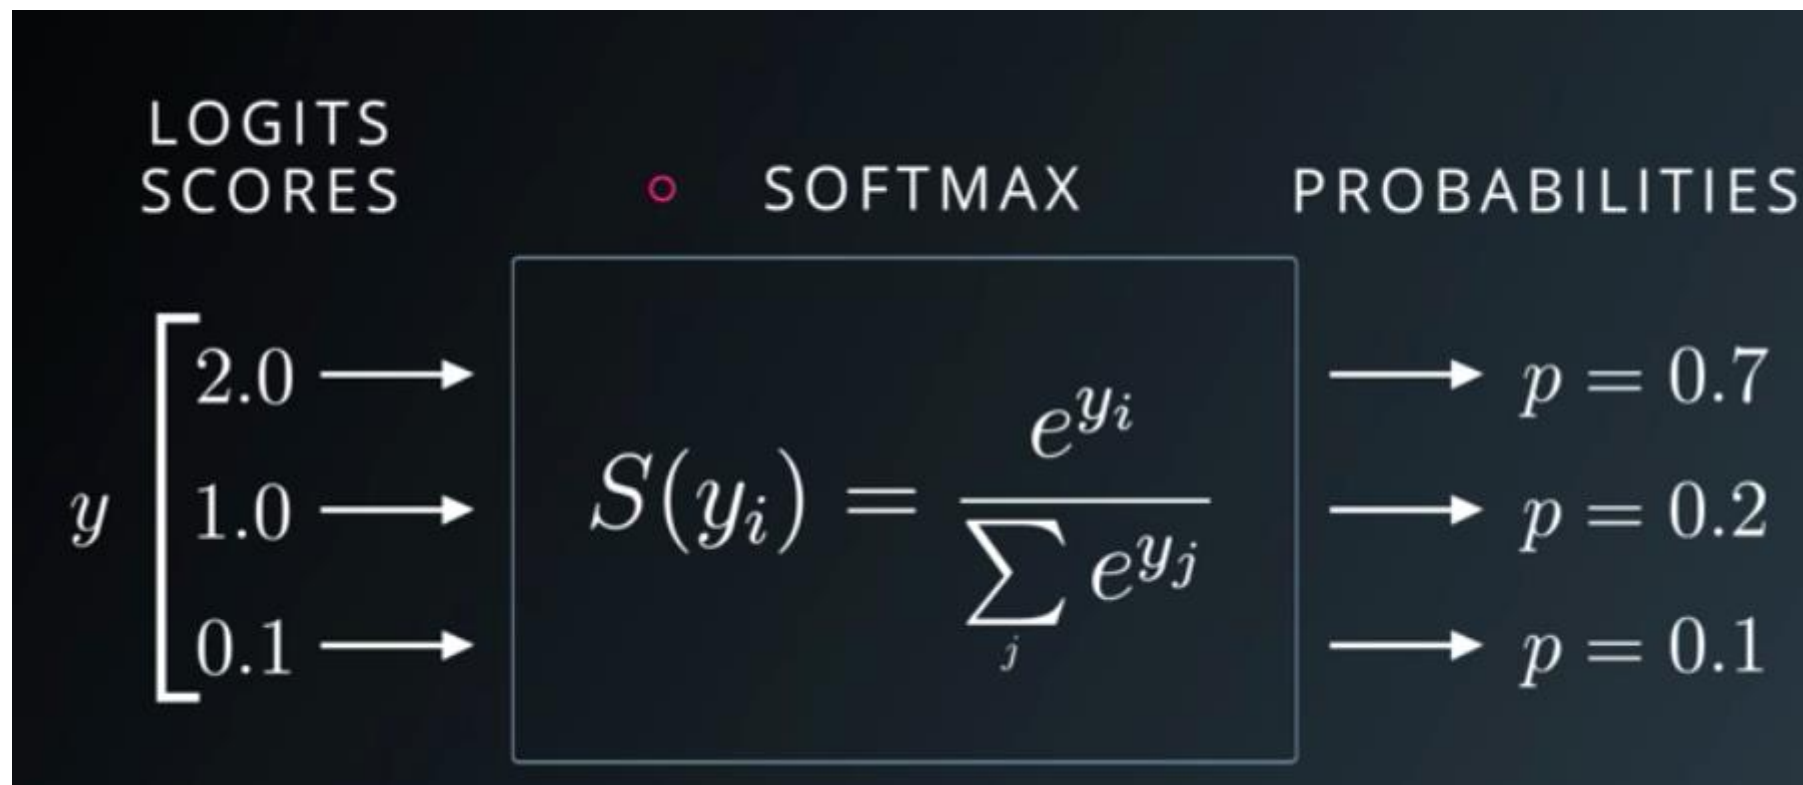 LOGITS
SCORES
SOFTMAX
PROBABILITIES
y
2.0
1.0
0.1
S(y_i) = e^{y_i} / \sum_j e^{y_j}
p = 0.7
p = 0.2
p = 0.1